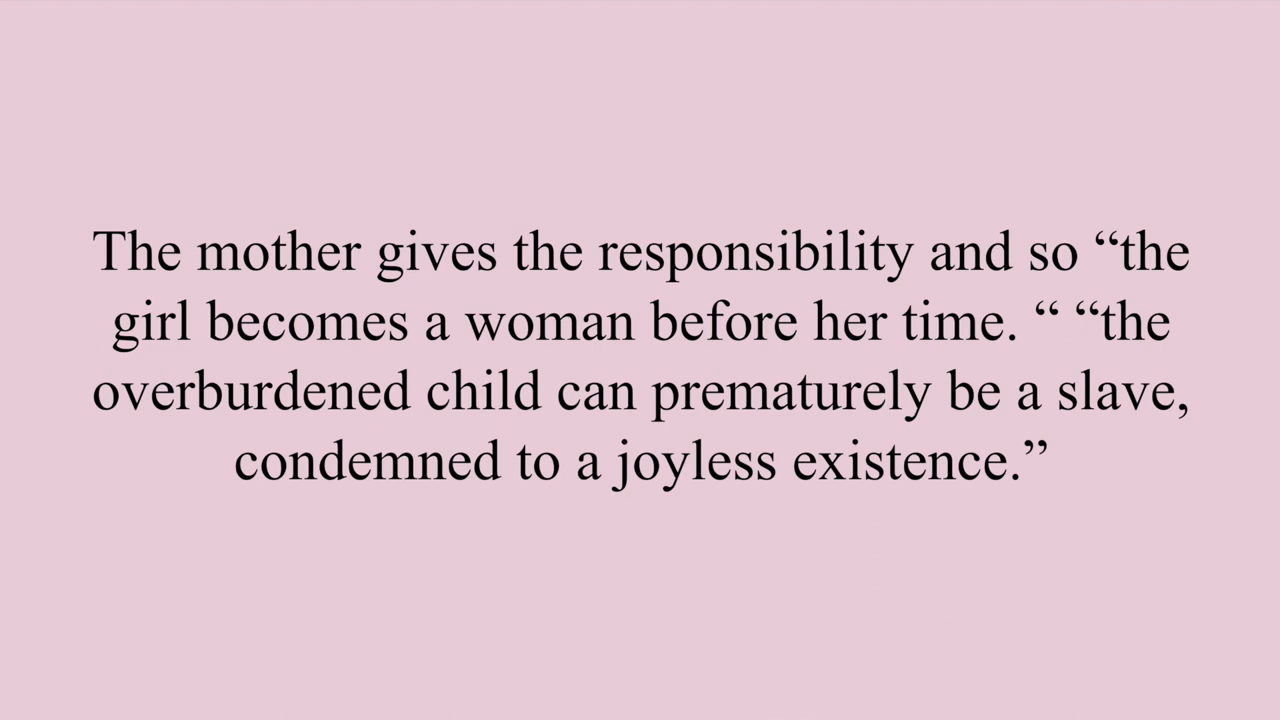 The mother gives the responsibility and so “the
girl becomes a woman before her time. “ “the
overburdened child can prematurely be a slave,
condemned to a joyless existence.”